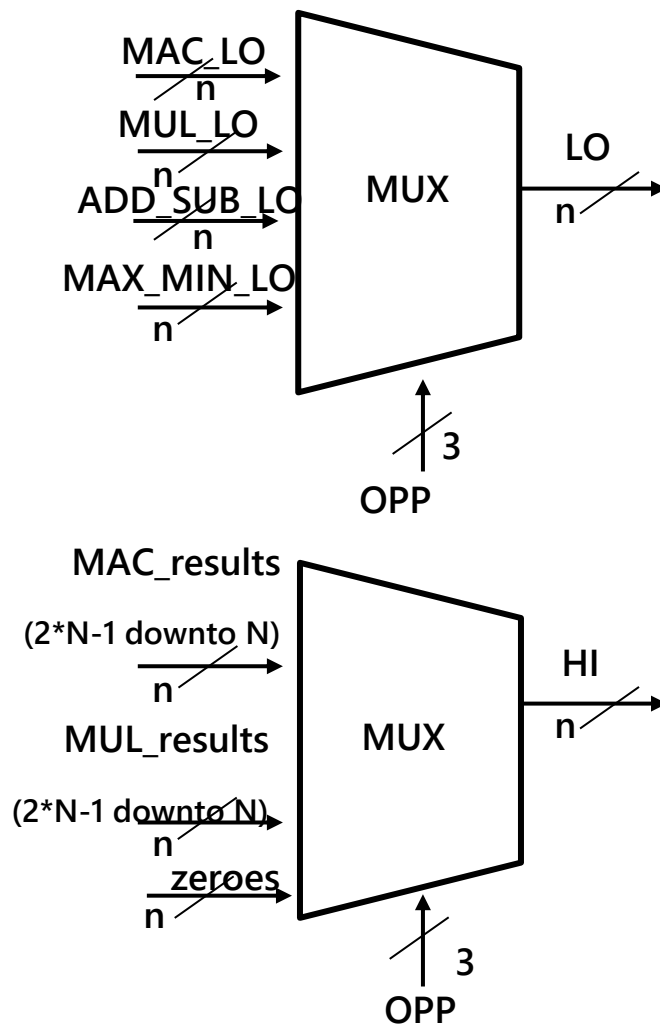 MAC_LO
n
MUL_LO
n
ADD_SUB_LO
n
MAX_MIN_LO
n
MUX
LO
n
3
OPP
MAC_results
(2*N-1 downto N)
n
MUL_results
(2*N-1 downto N)
n
zeroes
n
MUX
HI
n
3
OPP